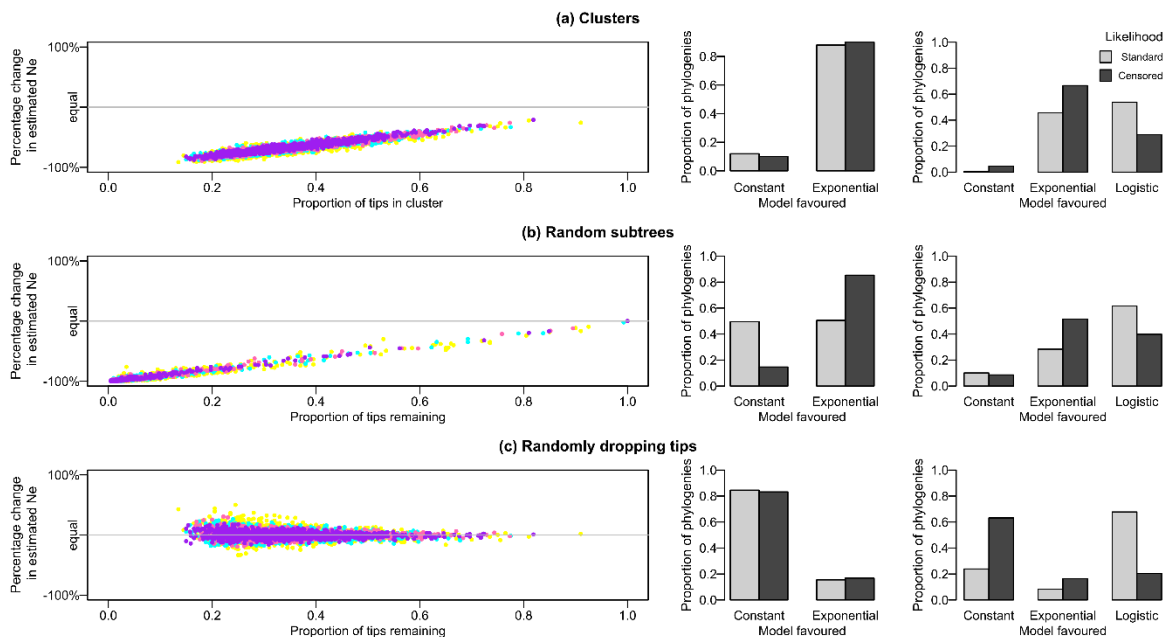 (a) Clusters
Percentage change
in estimated Ne
100%
equal
-100%
0.0 0.2 0.4 0.6 0.8 1.0
Proportion of tips in cluster
Proportion of phylogenies
0.8
0.6
0.4
0.2
0.0
Constant Exponential
Model favoured
Proportion of phylogenies
1.0
0.8
0.6
0.4
0.2
0.0
Constant Exponential Logistic
Model favoured
Likelihood
Standard
Censored
(b) Random subtrees
Percentage change
in estimated Ne
100%
equal
-100%
0.0 0.2 0.4 0.6 0.8 1.0
Proportion of tips remaining
Proportion of phylogenies
1.0
0.8
0.6
0.4
0.2
0.0
Constant Exponential
Model favoured
Proportion of phylogenies
1.0
0.8
0.6
0.4
0.2
0.0
Constant Exponential Logistic
Model favoured
(c) Randomly dropping tips
Percentage change
in estimated Ne
100%
equal
-100%
0.0 0.2 0.4 0.6 0.8 1.0
Proportion of tips remaining
Proportion of phylogenies
1.0
0.8
0.6
0.4
0.2
0.0
Constant Exponential
Model favoured
Proportion of phylogenies
1.0
0.8
0.6
0.4
0.2
0.0
Constant Exponential Logistic
Model favoured